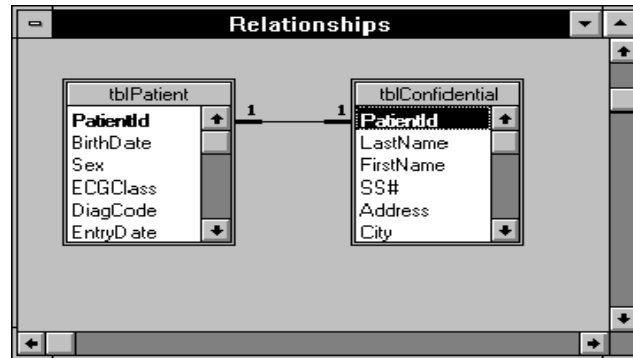 Relationships
tblPatient
PatientId
BirthDate
Sex
ECGClass
DiagCode
EntryDate
1
1
tblConfidential
PatientId
LastName
FirstName
SS#
Address
City